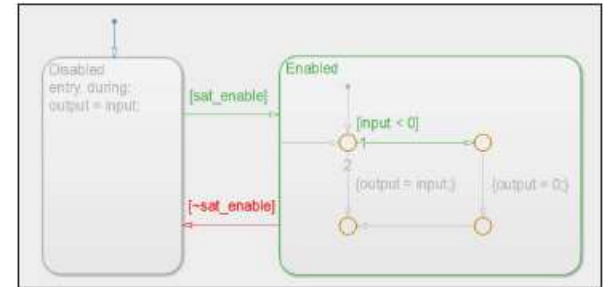 Disabled
entry, during:
output = input;
[sat_enable]
[~sat_enable]
Enabled
[input < 0]
1
2
{output = input;}
{output = 0;}